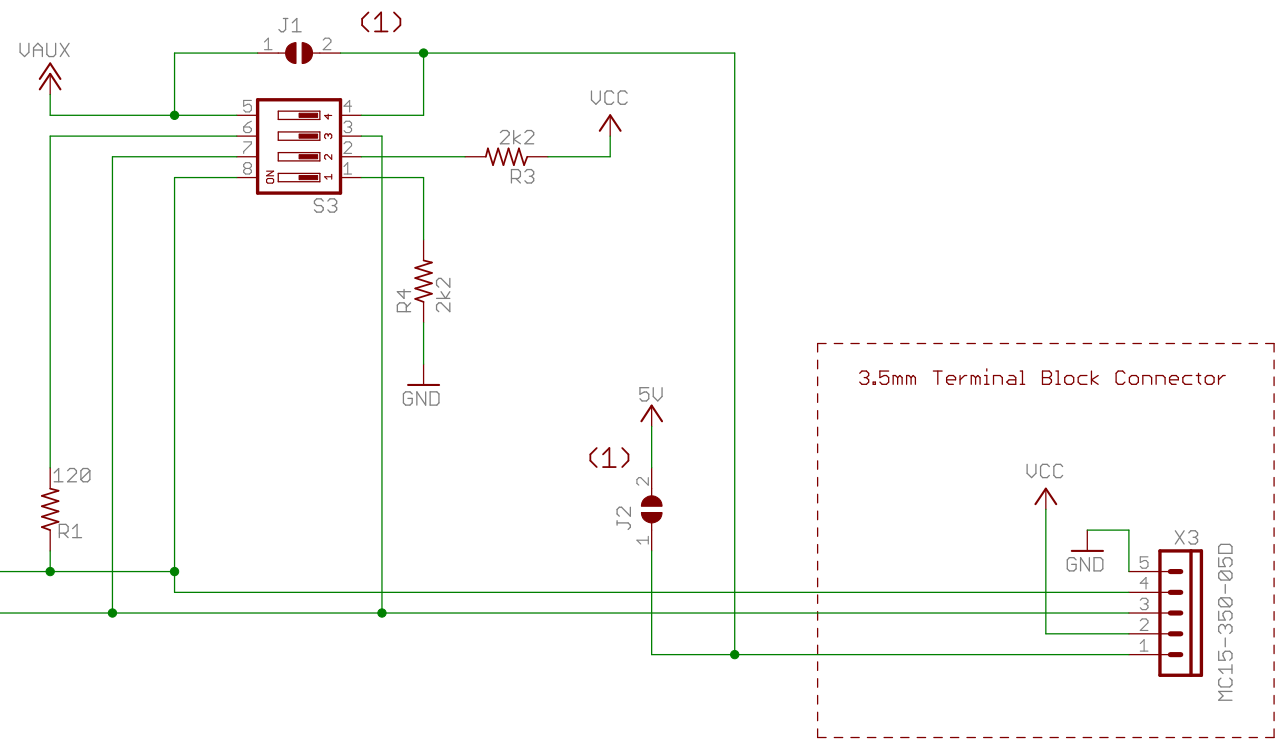 J1
(1)
1
2
VAUX
VCC
5
4
4
6
3
3
7
2
2
8
ON
1
1
2k2
R3
S3
R4
2k2
GND
3.5mm Terminal Block Connector
5V
(1)
2
J2
1
120
R1
VCC
X3
GND
5
4
3
2
1
MC15-350-05D